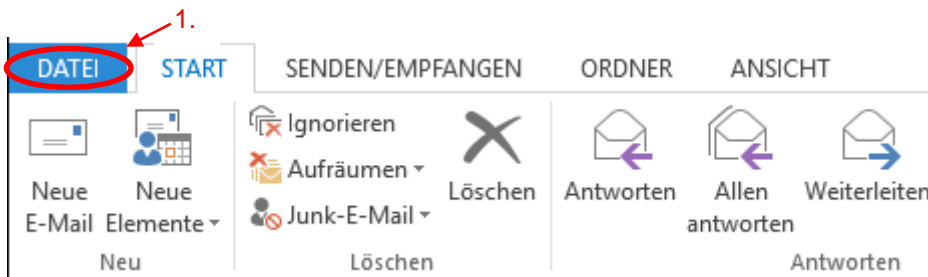 1.
DATEI START SENDEN/EMPFANGEN ORDNER ANSICHT
Ignorieren
Aufräumen
Junk-E-Mail
Neue E-Mail
Neue Elemente
Löschen
Antworten
Allen antworten
Weiterleiten
Neu Löschen Antworten